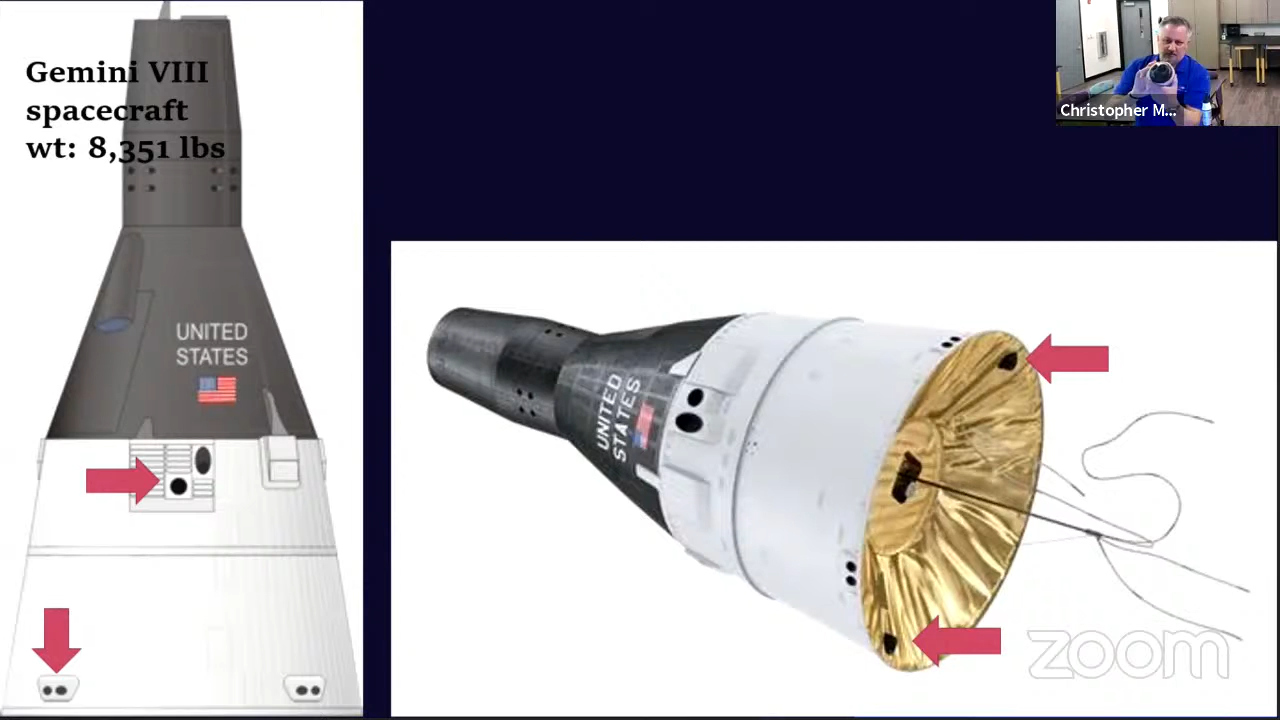 Gemini VIII
spacecraft
wt: 8,351 lbs
UNITED
STATES
UNITED
STATES
Christopher M...
zoom